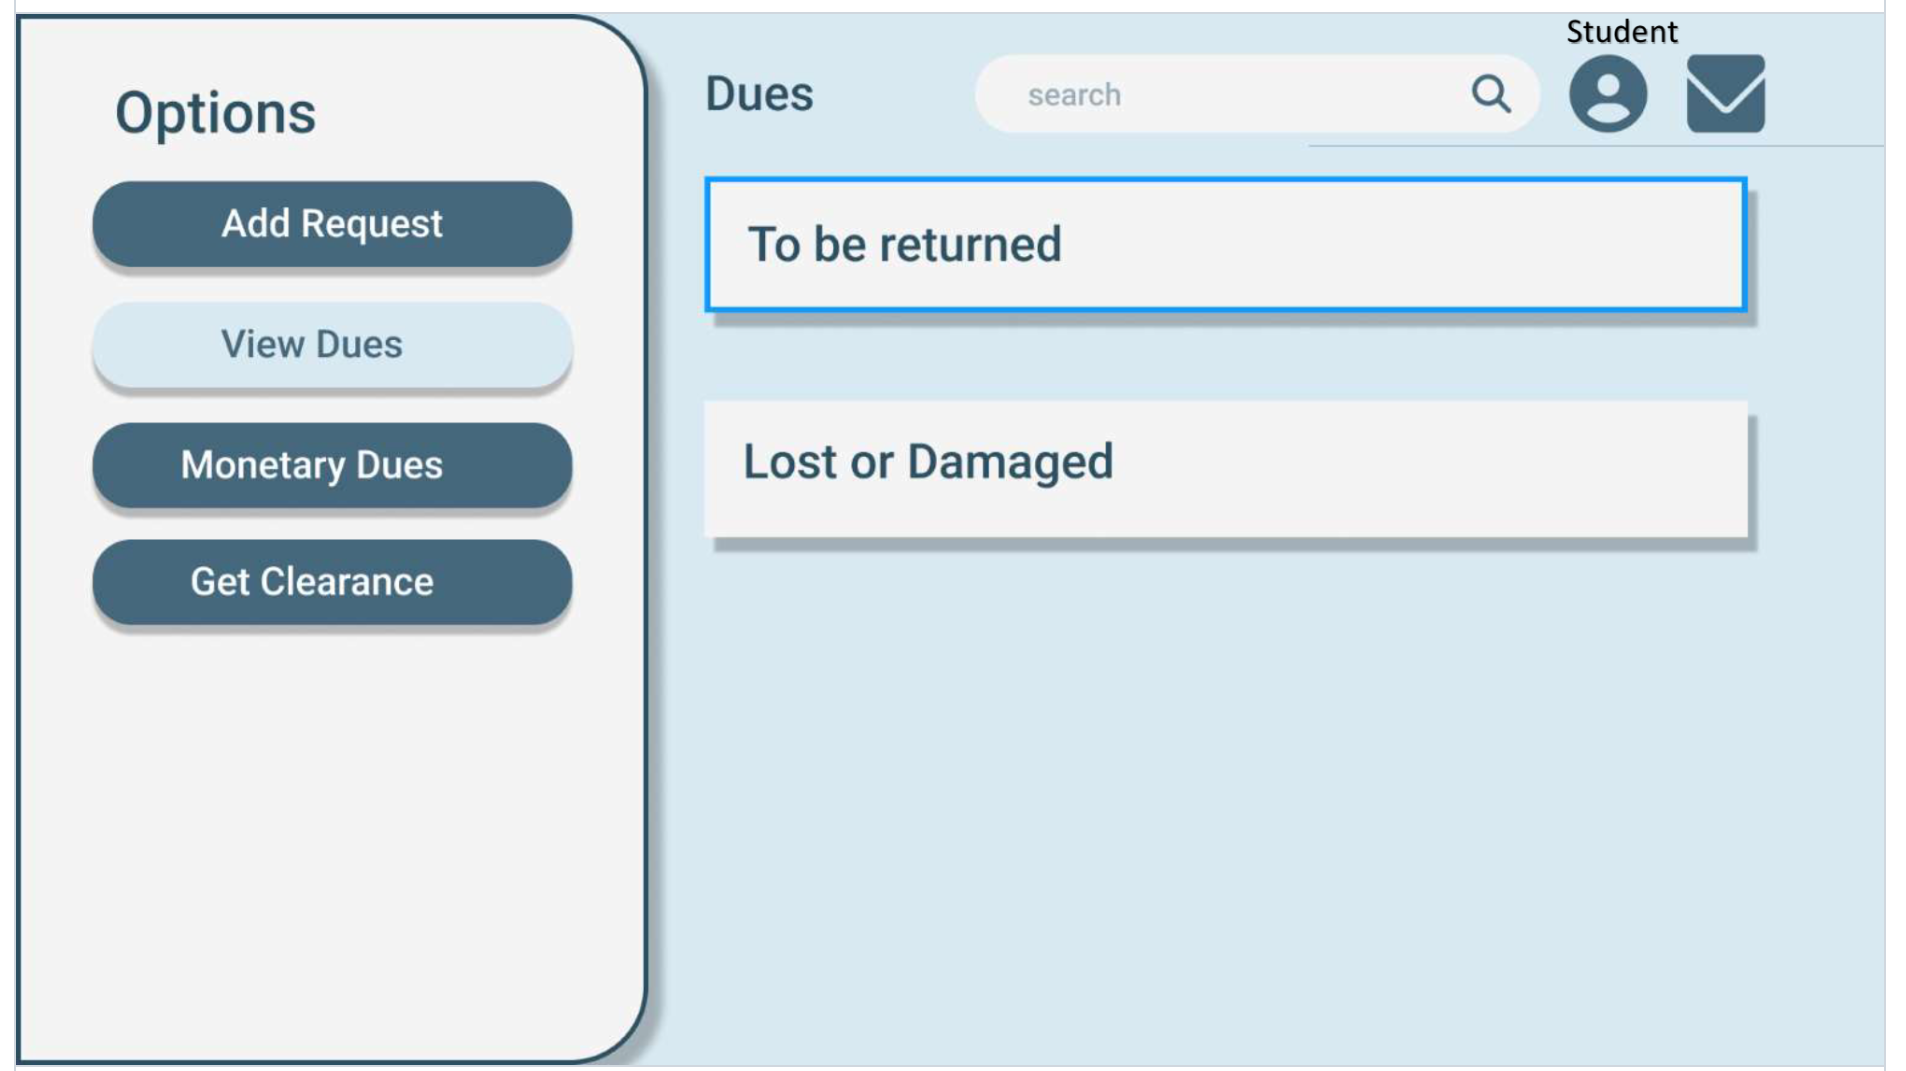 Options
Add Request
View Dues
Monetary Dues
Get Clearance
Student
Dues
search
To be returned
Lost or Damaged